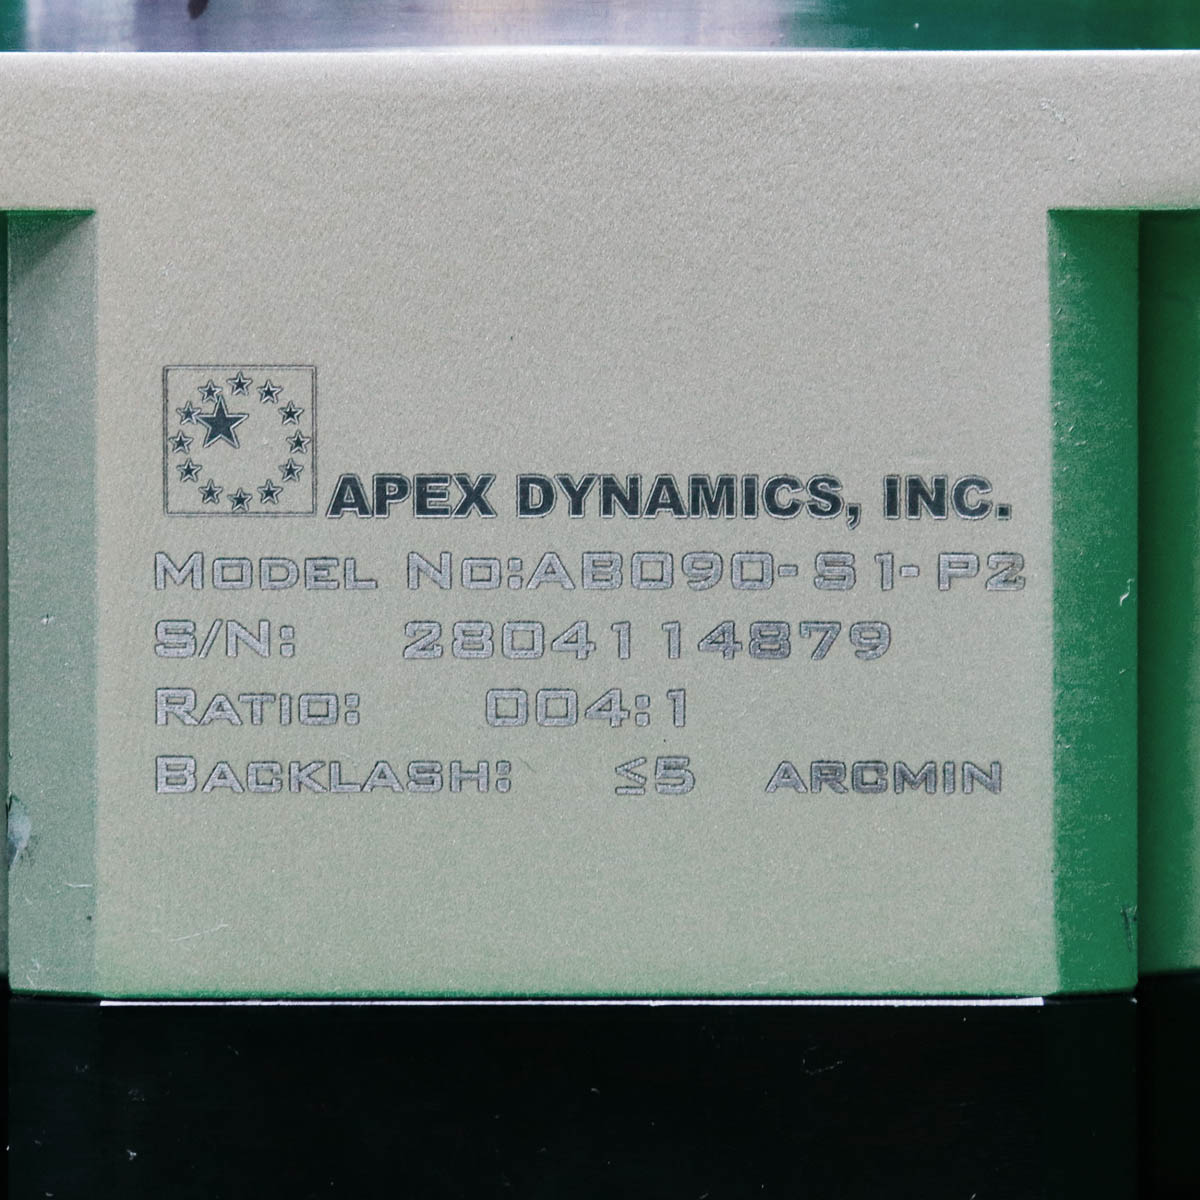 APEX DYNAMICS, INC.
MODEL NO:AB090-S1-P2
S/N: 2804114879
RATIO: 004:1
BACKLASH: ≤5 ARCMIN